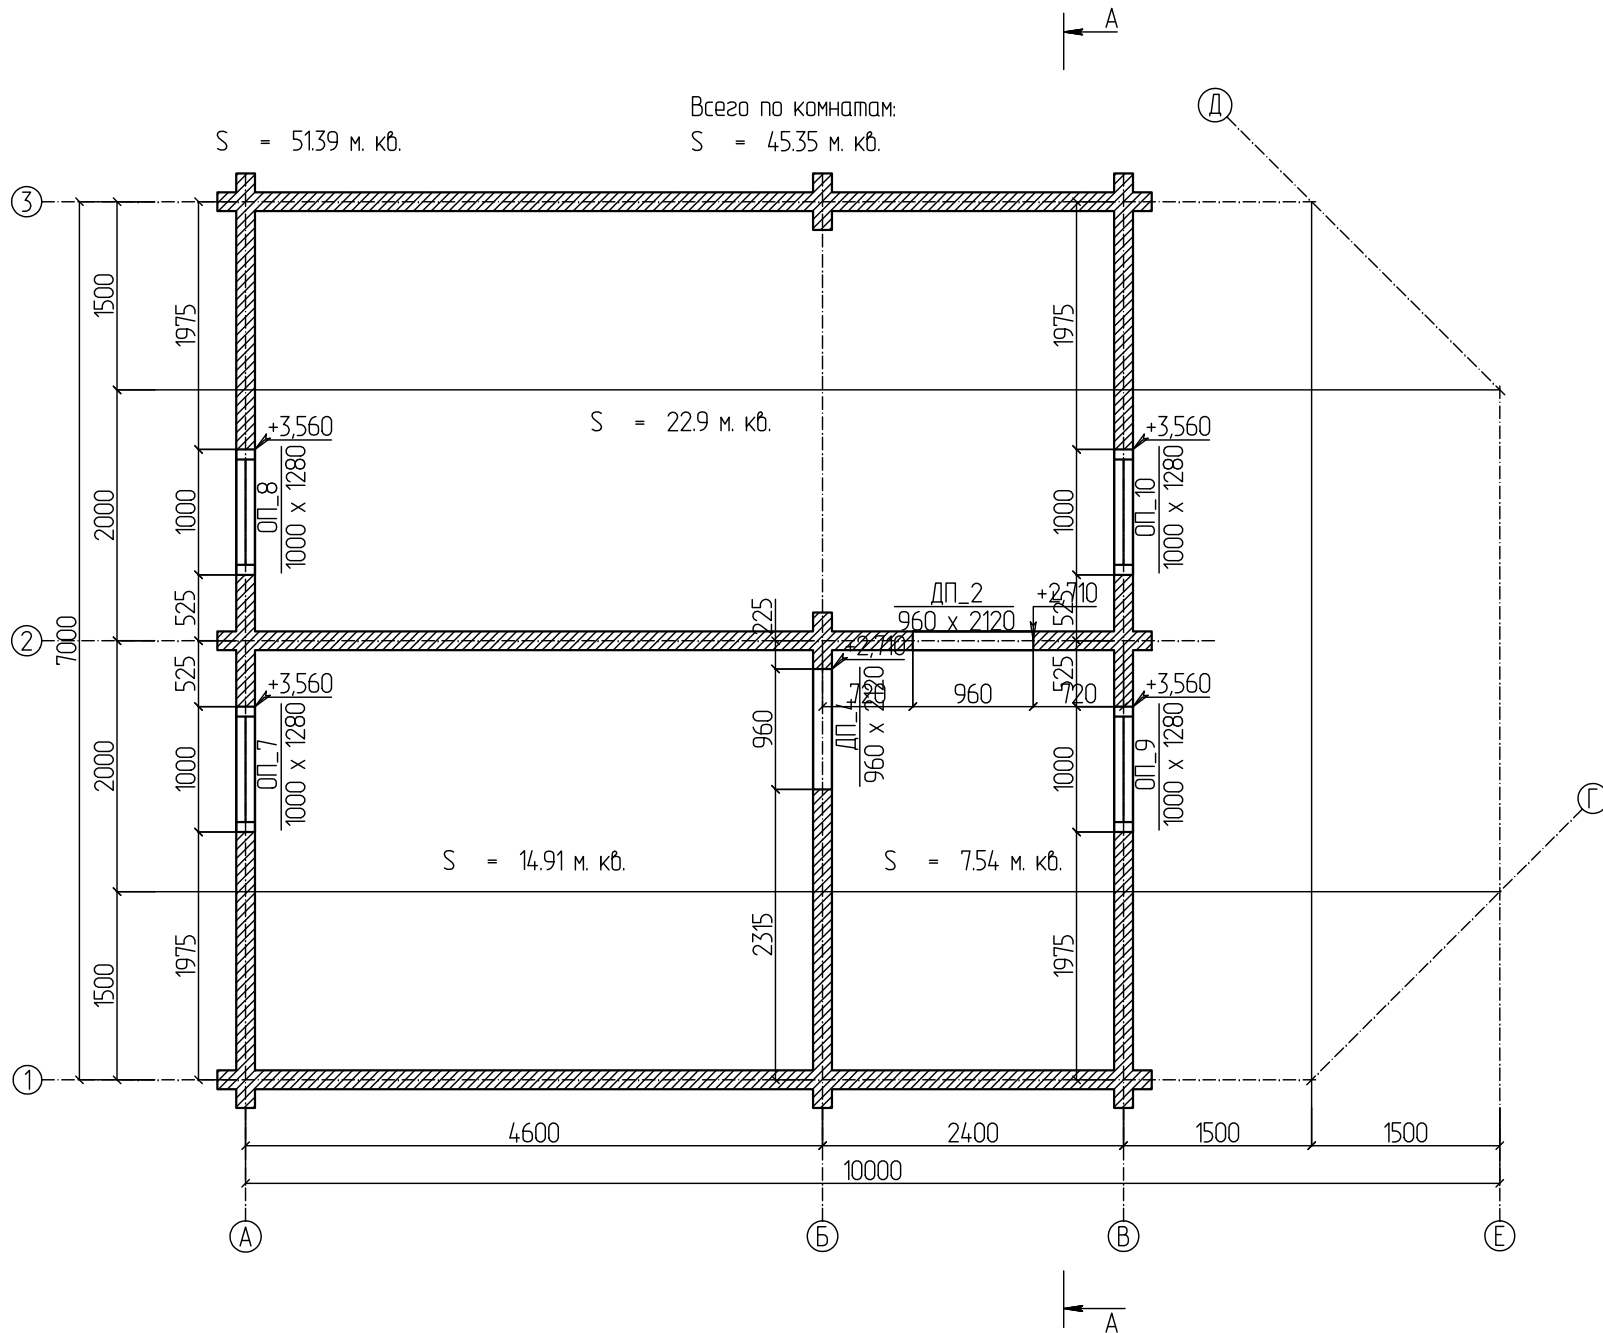 А
Д
Всего по комнатам:
S = 51.39 м. кв.
S = 45.35 м. кв.
3
1500
1975
1975
S = 22.9 м. кв.
+3,560
+3,560
2000
1000
ОП_8
1000 x 1280
1000
ОП_10
1000 x 1280
525
225
ДП_2
960 x 2120
+2,710
525
2
7000
+2,710
525
+3,560
720
960
720
525
+3,560
2000
1000
ОП_7
1000 x 1280
960
ДП_4
960 x 2120
1000
ОП_9
1000 x 1280
Г
S = 14.91 м. кв.
S = 7.54 м. кв.
1500
1975
2315
1975
1
4600
2400
1500
1500
10000
А
Б
В
Е
А